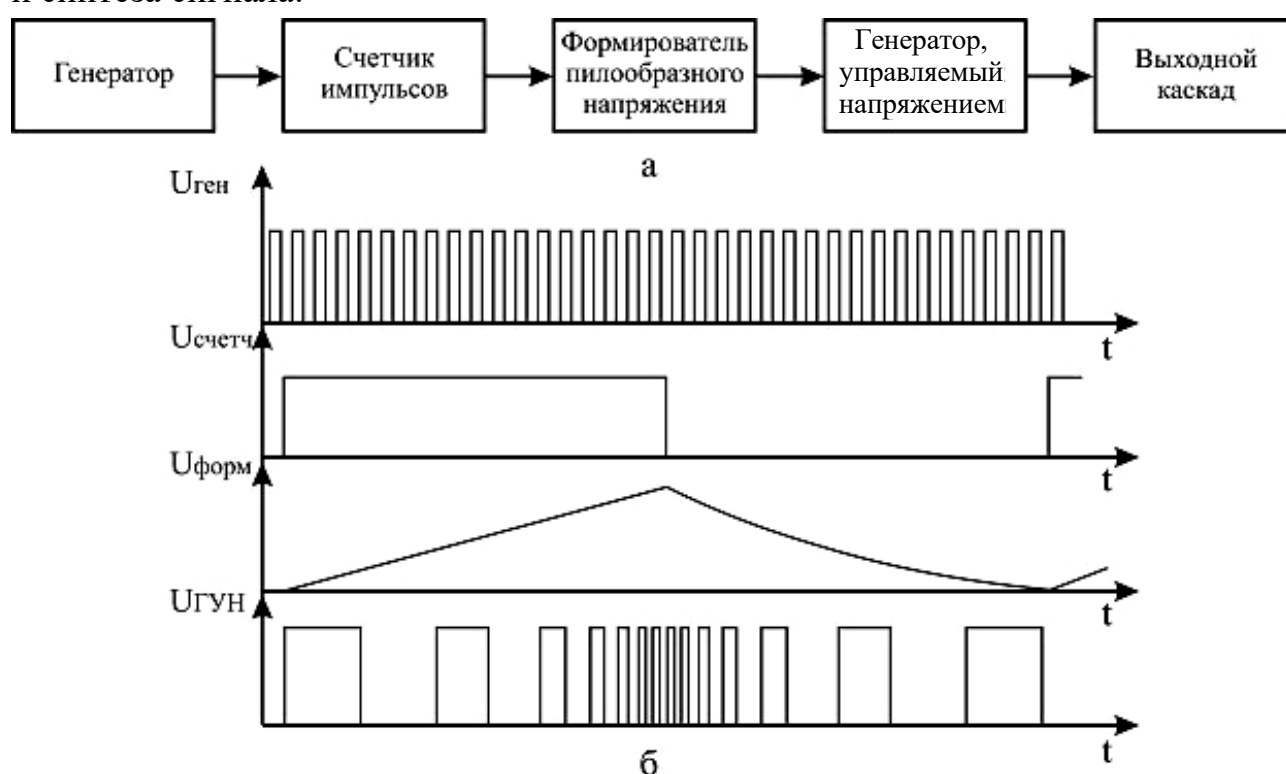 и синтеза сигнала.
Генератор
Счетчик
импульсов
Формирователь
пилообразного
напряжения
Генератор,
управляемый
напряжением
Выходной
каскад
а
Uген
t
Uсчетч
t
Uформ
t
UГУН
t
б